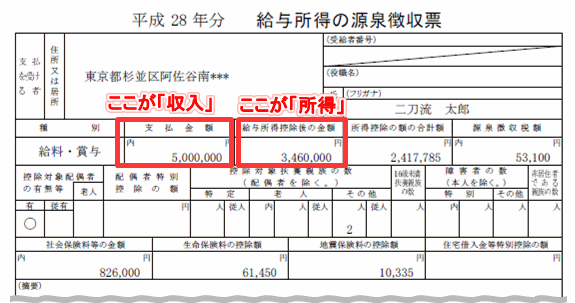 平成 28 年分 給与所得の源泉徴収票
支払を受ける者
住所又は居所
東京都杉並区阿佐谷南***
(受給者番号)
(役職名)
氏 (フリガナ)
二刀流 太郎
ここが「収入」 ここが「所得」
種 別 支 払 金 額 給与所得控除後の金額 所得控除の額の合計額 源 泉 徴 収 税 額
給料・賞与 内 5,000,000 円 3,460,000 円 2,417,785 円 内 53,100 円
控除対象配偶者の有無等 老人 配偶者特別控除の額 控除対象扶養親族の数(配偶者を除く。) 16歳未満扶養親族の数 障害者の数(本人を除く。) 非居住者である親族の数
有 従有 特定 老人 その他 特別 その他
○ 円 人 従人 内 人 従人 人 従人 人 内 人 人 人
2
社会保険料等の金額 生命保険料の控除額 地震保険料の控除額 住宅借入金等特別控除の額
内 826,000 円 61,450 円 10,335 円 円
(摘要)